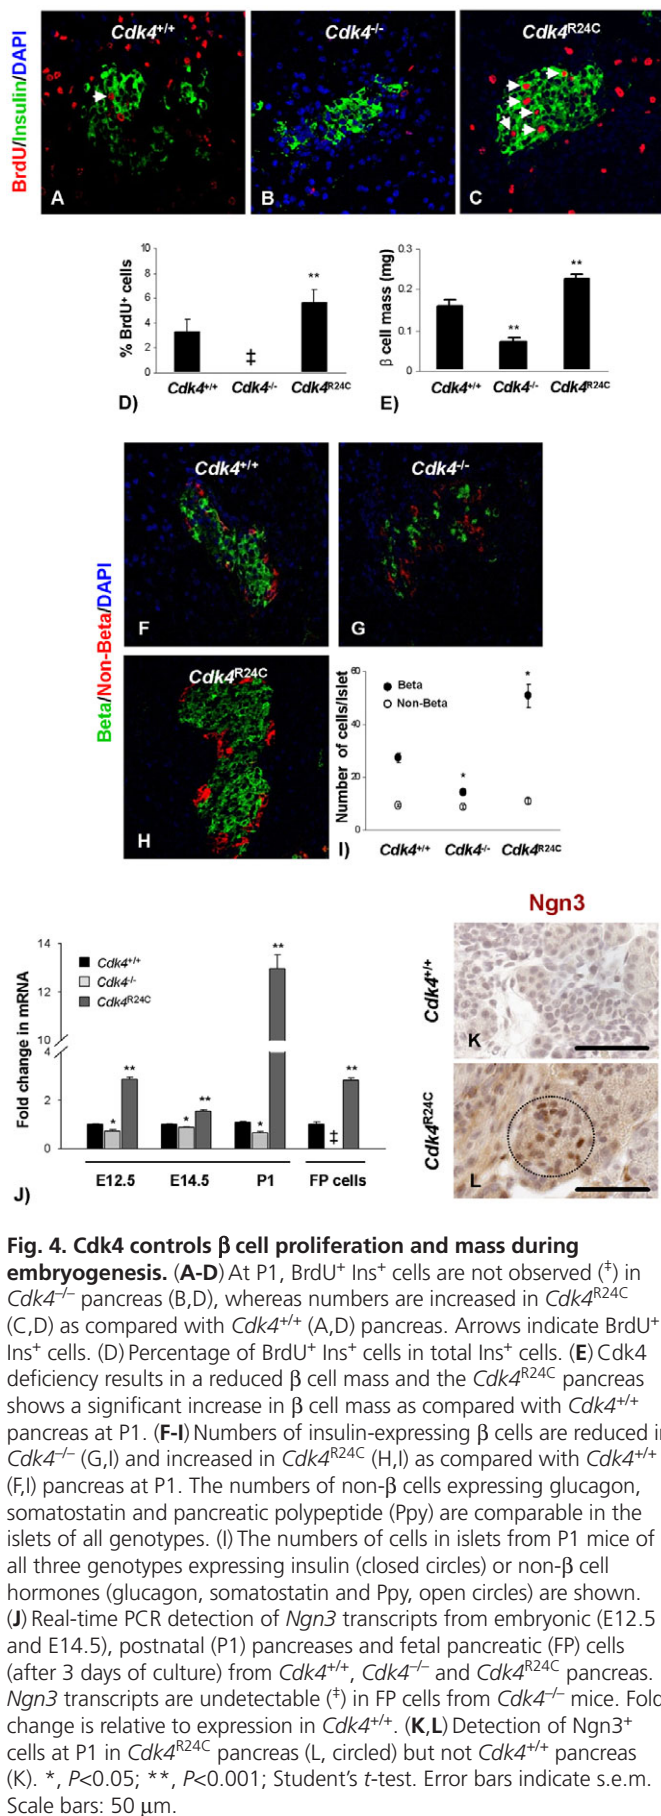 Cdk4+/+
Cdk4-/-
Cdk4R24C
BrdU/Insulin/DAPI
A
B
C
% BrdU+ cells
10
8
6
4
2
0
‡
**
Cdk4+/+ Cdk4-/- Cdk4R24C
D)
β cell mass (mg)
0.3
0.2
0.1
0
**
**
Cdk4+/+ Cdk4-/- Cdk4R24C
E)
Beta/Non-Beta/DAPI
Cdk4+/+
Cdk4-/-
F
G
Cdk4R24C
H
Number of cells/Islet
60
40
20
0
Beta
Non-Beta
*
*
Cdk4+/+ Cdk4-/- Cdk4R24C
I)
Fold change in mRNA
14
12
10
4
2
0
Cdk4+/+
Cdk4-/-
Cdk4R24C
**
*
**
*
**
*
**
‡
E12.5 E14.5 P1 FP cells
J)
Ngn3
Cdk4+/+
K
Cdk4R24C
L
Fig. 4. Cdk4 controls β cell proliferation and mass during
embryogenesis. (A-D) At P1, BrdU+ Ins+ cells are not observed (‡) in
Cdk4–/– pancreas (B,D), whereas numbers are increased in Cdk4R24C
(C,D) as compared with Cdk4+/+ (A,D) pancreas. Arrows indicate BrdU+
Ins+ cells. (D) Percentage of BrdU+ Ins+ cells in total Ins+ cells. (E) Cdk4
deficiency results in a reduced β cell mass and the Cdk4R24C pancreas
shows a significant increase in β cell mass as compared with Cdk4+/+
pancreas at P1. (F-I) Numbers of insulin-expressing β cells are reduced in
Cdk4–/– (G,I) and increased in Cdk4R24C (H,I) as compared with Cdk4+/+
(F,I) pancreas at P1. The numbers of non-β cells expressing glucagon,
somatostatin and pancreatic polypeptide (Ppy) are comparable in the
islets of all genotypes. (I) The numbers of cells in islets from P1 mice of
all three genotypes expressing insulin (closed circles) or non-β cell
hormones (glucagon, somatostatin and Ppy, open circles) are shown.
(J) Real-time PCR detection of Ngn3 transcripts from embryonic (E12.5
and E14.5), postnatal (P1) pancreases and fetal pancreatic (FP) cells
(after 3 days of culture) from Cdk4+/+, Cdk4–/– and Cdk4R24C pancreas.
Ngn3 transcripts are undetectable (‡) in FP cells from Cdk4–/– mice. Fold
change is relative to expression in Cdk4+/+. (K,L) Detection of Ngn3+
cells at P1 in Cdk4R24C pancreas (L, circled) but not Cdk4+/+ pancreas
(K). *, P<0.05; **, P<0.001; Student's t-test. Error bars indicate s.e.m.
Scale bars: 50 μm.